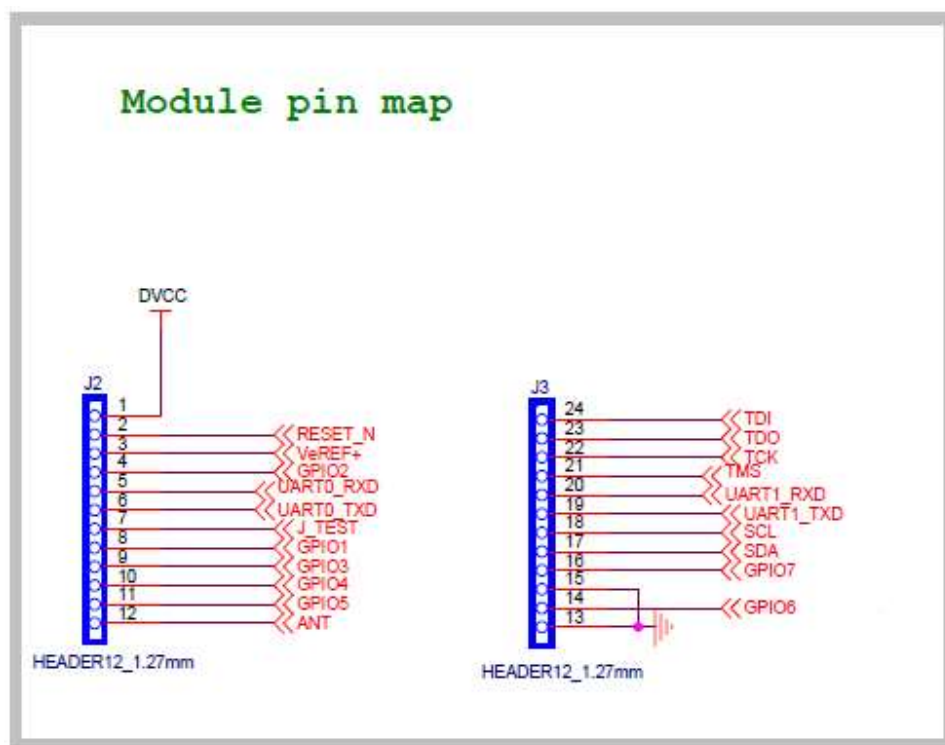 Module pin map
DVCC
J2
1
2 RESET_N
3 VeREF+
4 GPIO2
5 UART0_RXD
6 UART0_TXD
7 J_TEST
8 GPIO1
9 GPIO3
10 GPIO4
11 GPIO5
12 ANT
HEADER12_1.27mm
J3
24 TDI
23 TDO
22 TCK
21 TMS
20 UART1_RXD
19 UART1_TXD
18 SCL
17 SDA
16 GPIO7
15
14 GPIO6
13
HEADER12_1.27mm